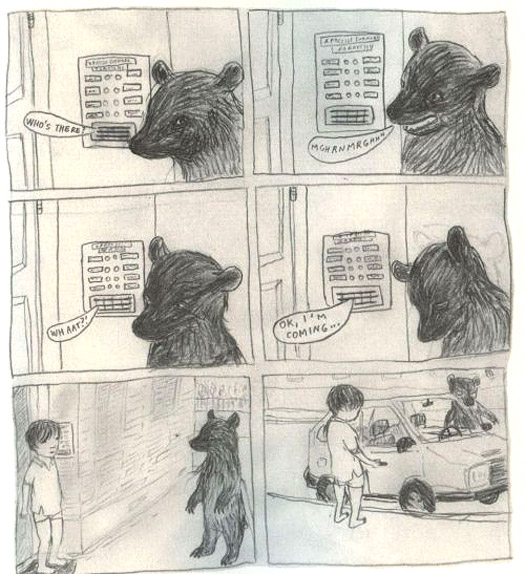 WHO'S THERE?
MGHRNMRGHHH
WHAAT?!
OK, I'M
COMING...